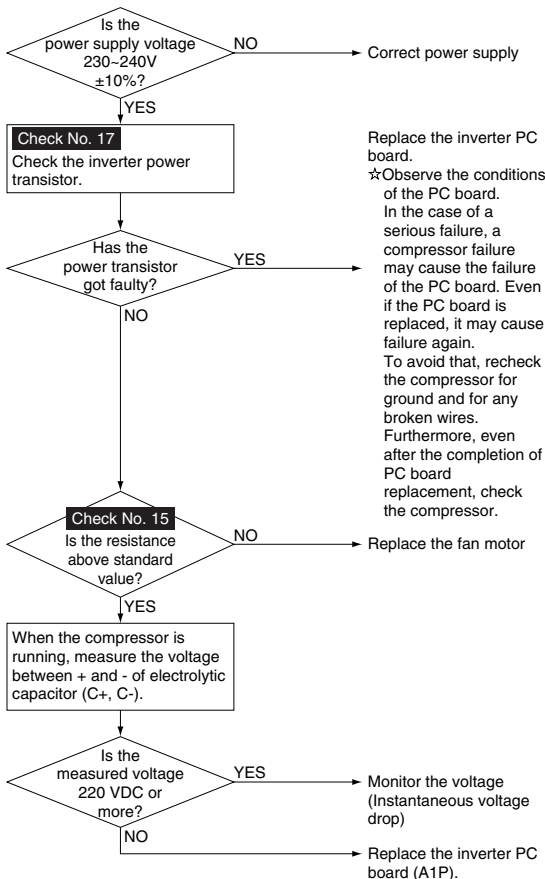 Is the
power supply voltage
230~240V
±10%?
NO
Correct power supply
YES
Check No. 17
Check the inverter power
transistor.
Has the
power transistor
got faulty?
YES
Replace the inverter PC
board.
☆Observe the conditions
of the PC board.
In the case of a
serious failure, a
compressor failure
may cause the failure
of the PC board. Even
if the PC board is
replaced, it may cause
failure again.
To avoid that, recheck
the compressor for
ground and for any
broken wires.
Furthermore, even
after the completion of
PC board
replacement, check
the compressor.
NO
Check No. 15
Is the resistance
above standard
value?
NO
Replace the fan motor
YES
When the compressor is
running, measure the voltage
between + and - of electrolytic
capacitor (C+, C-).
Is the
measured voltage
220 VDC or
more?
YES
Monitor the voltage
(Instantaneous voltage
drop)
NO
Replace the inverter PC
board (A1P).